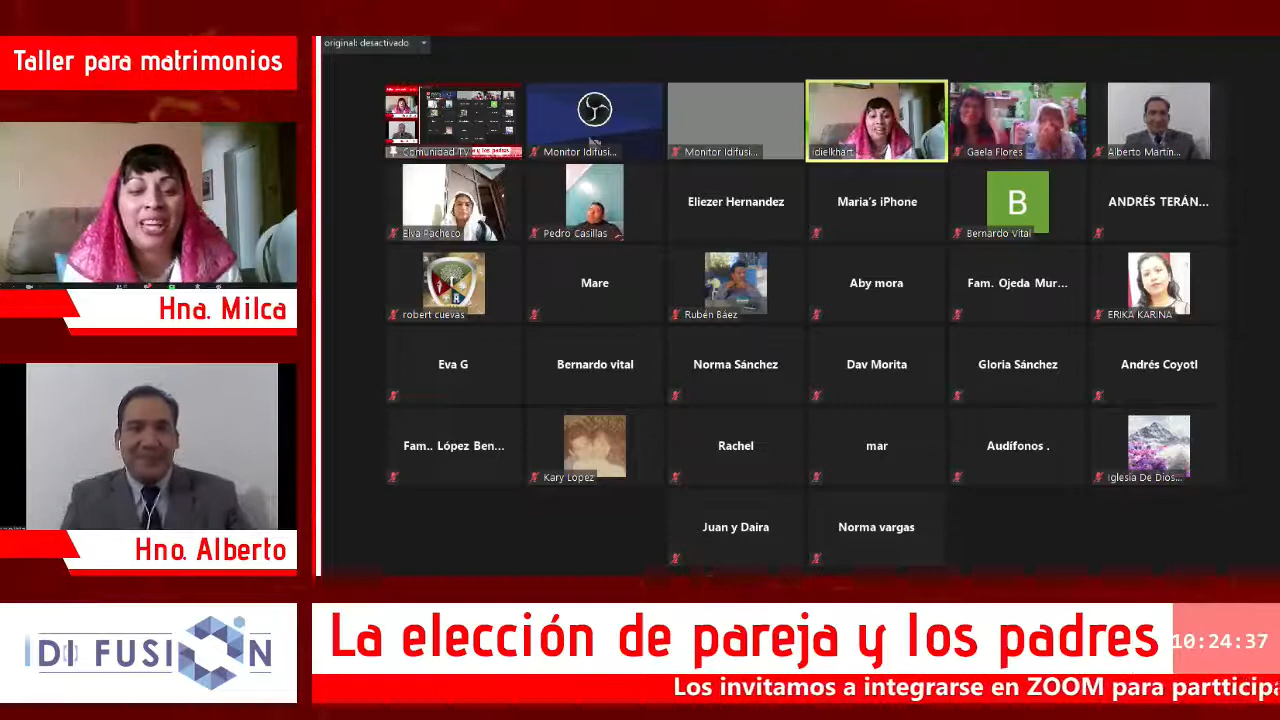 Taller para matrimonios
Hna. Milca
Hno. Alberto
IDIFUSIÓN
original: desactivado
Comunidad TV
Monitor Idifusi...
Monitor Idifusi...
idielkhart
Gaela Flores
Alberto Martin...
Elva Pacheco
Pedro Casillas
Eliezer Hernandez
Maria's iPhone
B
Bernardo Vital
ANDRÉS TERÁN...
robert cuevas
Mare
Rubén Báez
Aby mora
Fam. Ojeda Mur...
ERIKA KARINA
Eva G
Bernardo vital
Norma Sánchez
Dav Morita
Gloria Sánchez
Andrés Coyotl
Fam.. López Ben...
Kary Lopez
Rachel
mar
Audífonos .
Iglesia De Dios...
Juan y Daira
Norma vargas
La elección de pareja y los padres
10:24:37
Los invitamos a integrarse en ZOOM para partticipa